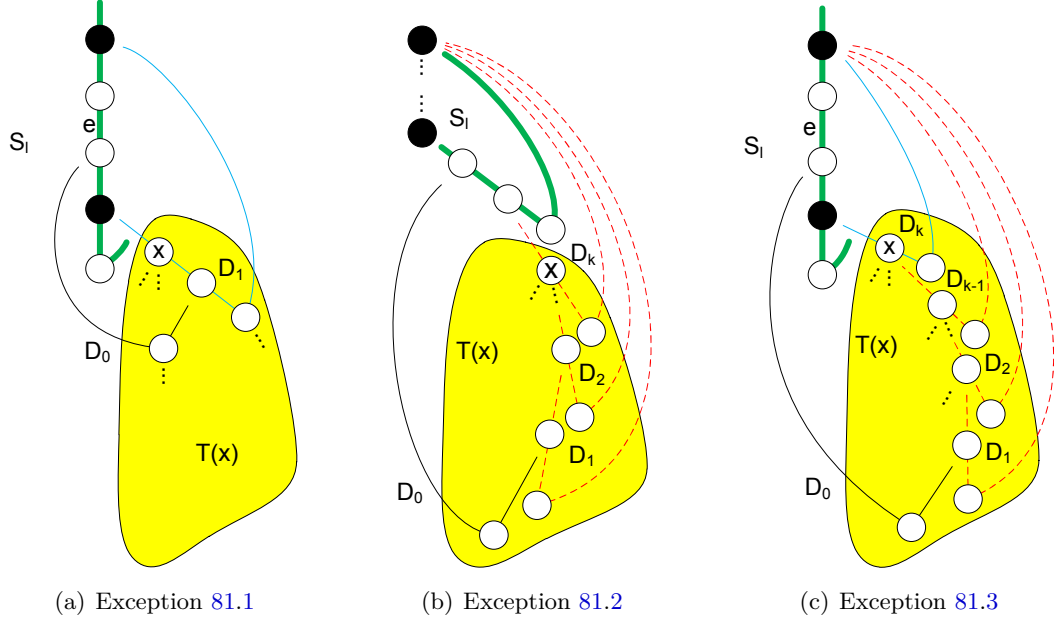 e
S_l
x
D_1
D_0
T(x)
(a) Exception 81.1
S_l
D_k
x
T(x)
D_2
D_1
D_0
(b) Exception 81.2
e
S_l
D_k
x
D_{k-1}
T(x)
D_2
D_1
D_0
(c) Exception 81.3